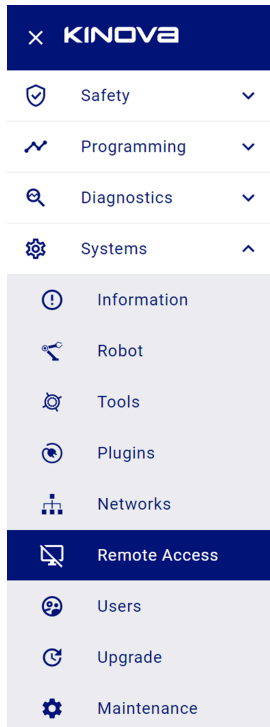 KINOVA
Safety
Programming
Diagnostics
Systems
Information
Robot
Tools
Plugins
Networks
Remote Access
Users
Upgrade
Maintenance